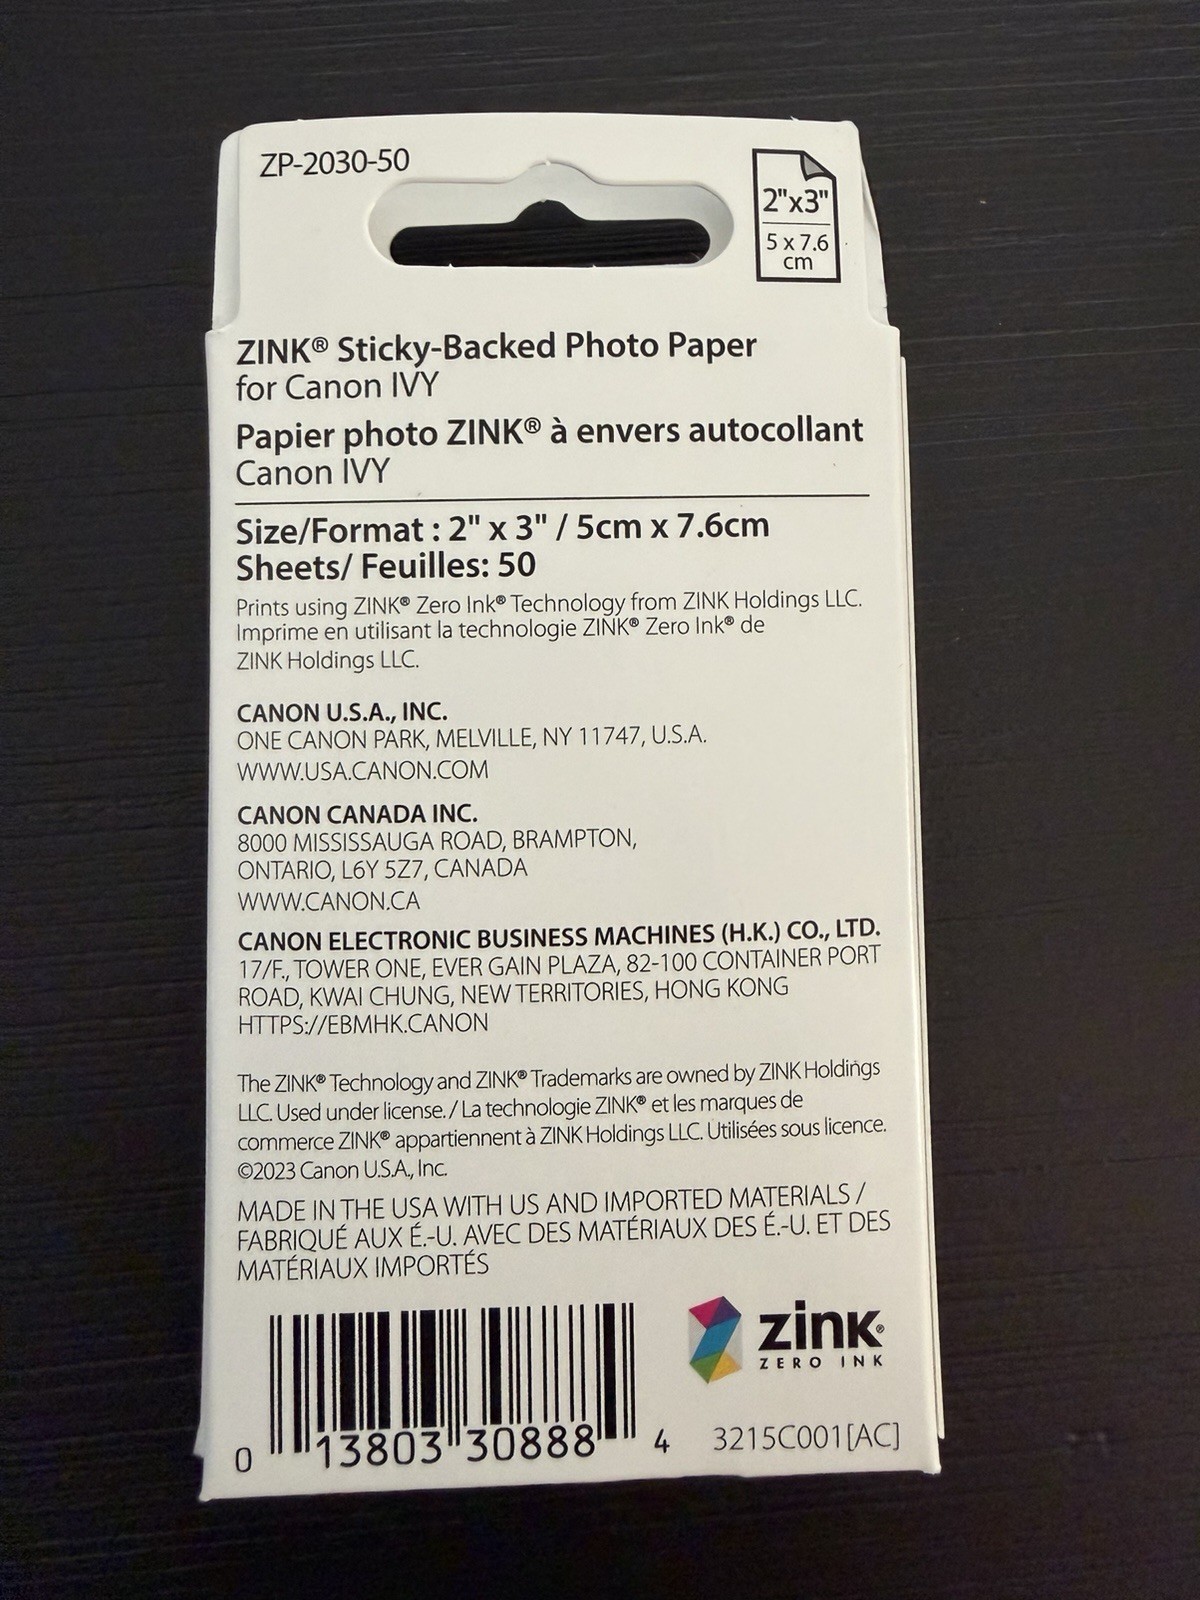 ZP-2030-50
2"x3"
5 x 7.6
cm
ZINK® Sticky-Backed Photo Paper
for Canon IVY
Papier photo ZINK® à envers autocollant
Canon IVY
Size/Format : 2" x 3" / 5cm x 7.6cm
Sheets/ Feuilles: 50
Prints using ZINK® Zero Ink® Technology from ZINK Holdings LLC.
Imprime en utilisant la technologie ZINK® Zero Ink® de
ZINK Holdings LLC.
CANON U.S.A., INC.
ONE CANON PARK, MELVILLE, NY 11747, U.S.A.
WWW.USA.CANON.COM
CANON CANADA INC.
8000 MISSISSAUGA ROAD, BRAMPTON,
ONTARIO, L6Y 5Z7, CANADA
WWW.CANON.CA
CANON ELECTRONIC BUSINESS MACHINES (H.K.) CO., LTD.
17/F., TOWER ONE, EVER GAIN PLAZA, 82-100 CONTAINER PORT
ROAD, KWAI CHUNG, NEW TERRITORIES, HONG KONG
HTTPS://EBMHK.CANON
The ZINK® Technology and ZINK® Trademarks are owned by ZINK Holdings
LLC. Used under license. / La technologie ZINK® et les marques de
commerce ZINK® appartiennent à ZINK Holdings LLC. Utilisées sous licence.
©2023 Canon U.S.A., Inc.
MADE IN THE USA WITH US AND IMPORTED MATERIALS /
FABRIQUÉ AUX É.-U. AVEC DES MATÉRIAUX DES É.-U. ET DES
MATÉRIAUX IMPORTÉS
zink®
ZERO INK
0 13803 30888 4
3215C001[AC]